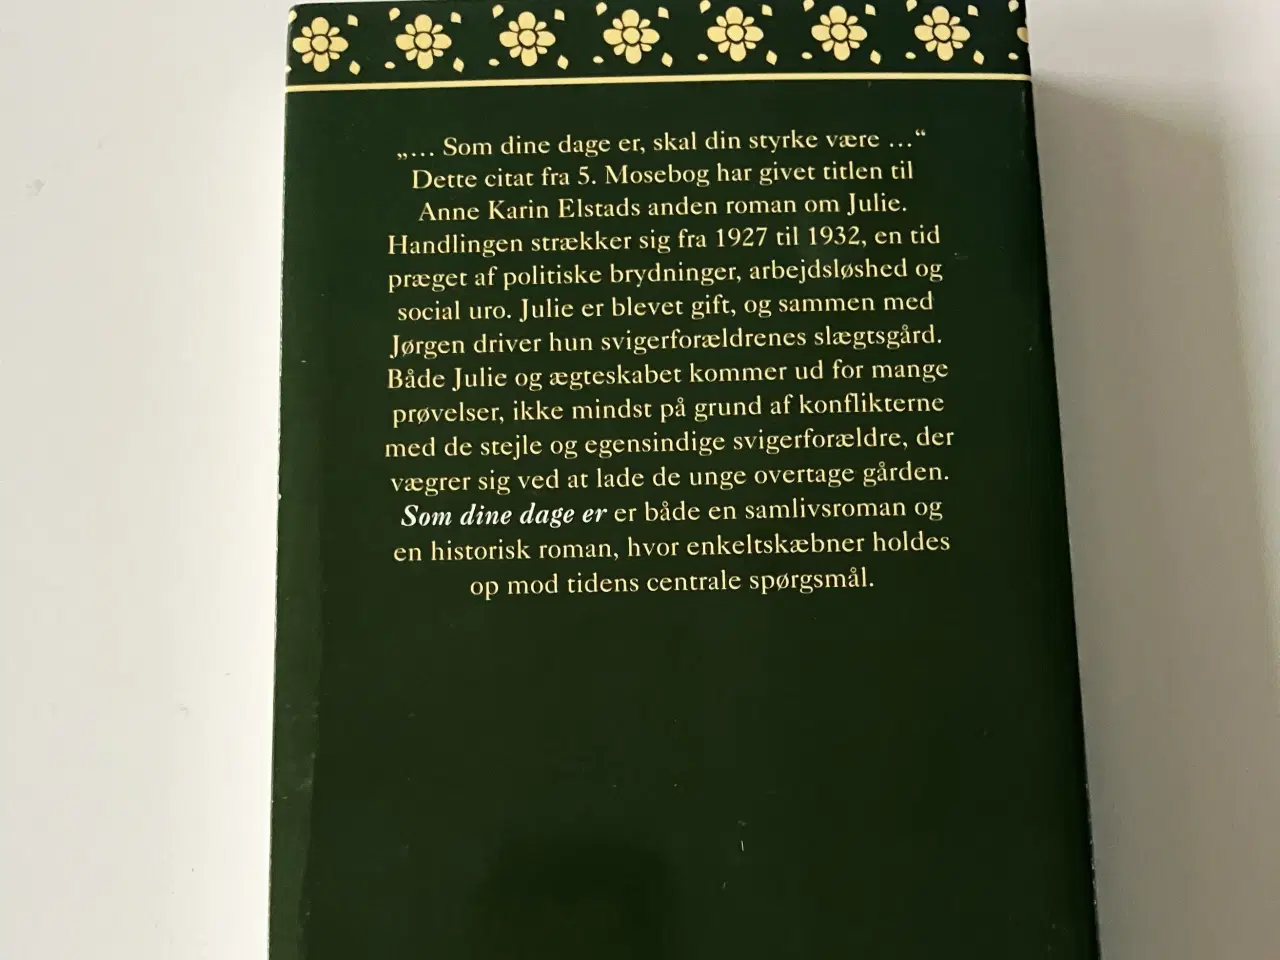 „... Som dine dage er, skal din styrke være ...“
Dette citat fra 5. Mosebog har givet titlen til
Anne Karin Elstads anden roman om Julie.
Handlingen strækker sig fra 1927 til 1932, en tid
præget af politiske brydninger, arbejdsløshed og
social uro. Julie er blevet gift, og sammen med
Jørgen driver hun svigerforældrenes slægtsgård.
Både Julie og ægteskabet kommer ud for mange
prøvelser, ikke mindst på grund af konflikterne
med de stejle og egensindige svigerforældre, der
vægrer sig ved at lade de unge overtage gården.
Som dine dage er er både en samlivsroman og
en historisk roman, hvor enkeltskæbner holdes
op mod tidens centrale spørgsmål.